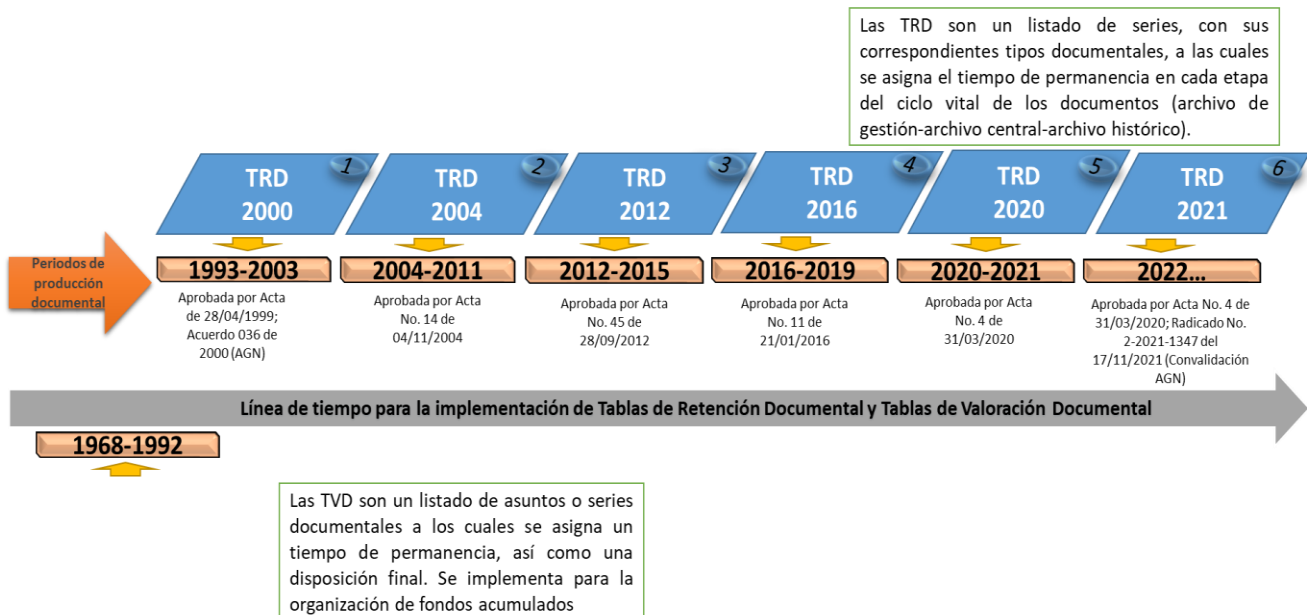 Las TRD son un listado de series, con sus
correspondientes tipos documentales, a las cuales
se asigna el tiempo de permanencia en cada etapa
del ciclo vital de los documentos (archivo de
gestión-archivo central-archivo histórico).
1
TRD
2000
2
TRD
2004
3
TRD
2012
4
TRD
2016
5
TRD
2020
6
TRD
2021
Periodos de
producción
documental
1993-2003
Aprobada por Acta
de 28/04/1999;
Acuerdo 036 de
2000 (AGN)
2004-2011
Aprobada por Acta
No. 14 de
04/11/2004
2012-2015
Aprobada por Acta
No. 45 de
28/09/2012
2016-2019
Aprobada por Acta
No. 11 de
21/01/2016
2020-2021
Aprobada por Acta
No. 4 de
31/03/2020
2022...
Aprobada por Acta No. 4 de
31/03/2020; Radicado No.
2-2021-1347 del
17/11/2021 (Convalidación
AGN)
Línea de tiempo para la implementación de Tablas de Retención Documental y Tablas de Valoración Documental
1968-1992
Las TVD son un listado de asuntos o series
documentales a los cuales se asigna un
tiempo de permanencia, así como una
disposición final. Se implementa para la
organización de fondos acumulados